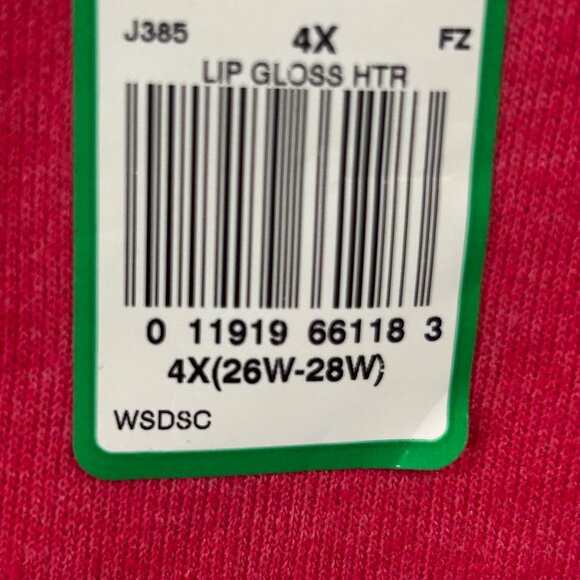 J385 4X FZ
LIP GLOSS HTR
0 11919 66118 3
4X(26W-28W)
WSDSC